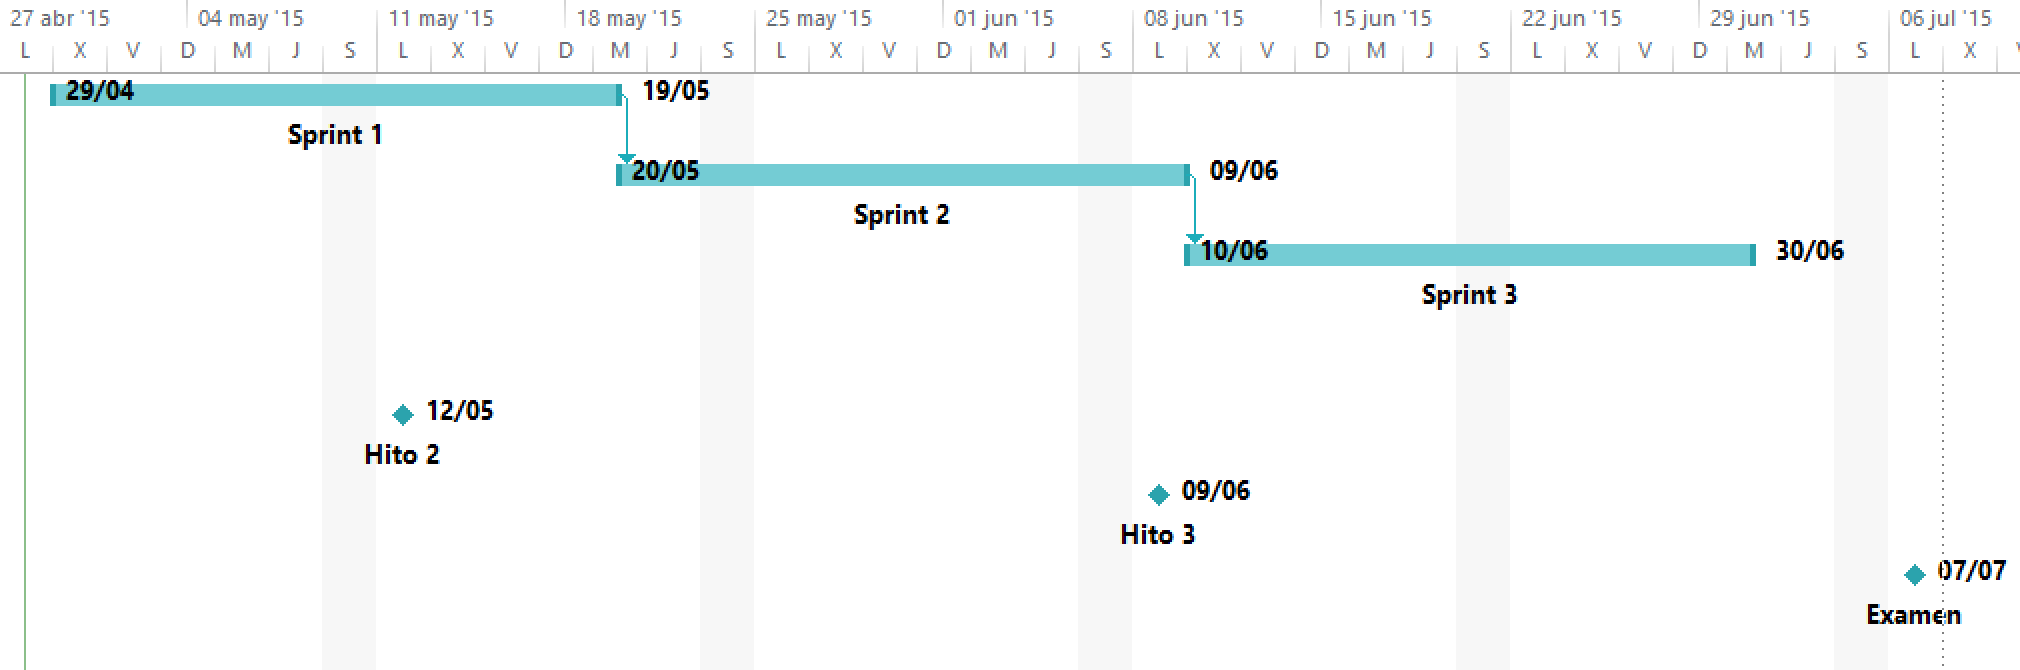 27 abr '15 04 may '15 11 may '15 18 may '15 25 may '15 01 jun '15 08 jun '15 15 jun '15 22 jun '15 29 jun '15 06 jul '15
L X V D M J S L X V D M J S L X V D M J S L X V D M J S L X V D M J S L X
29/04 19/05
Sprint 1
20/05 09/06
Sprint 2
10/06 30/06
Sprint 3
12/05
Hito 2
09/06
Hito 3
07/07
Examen